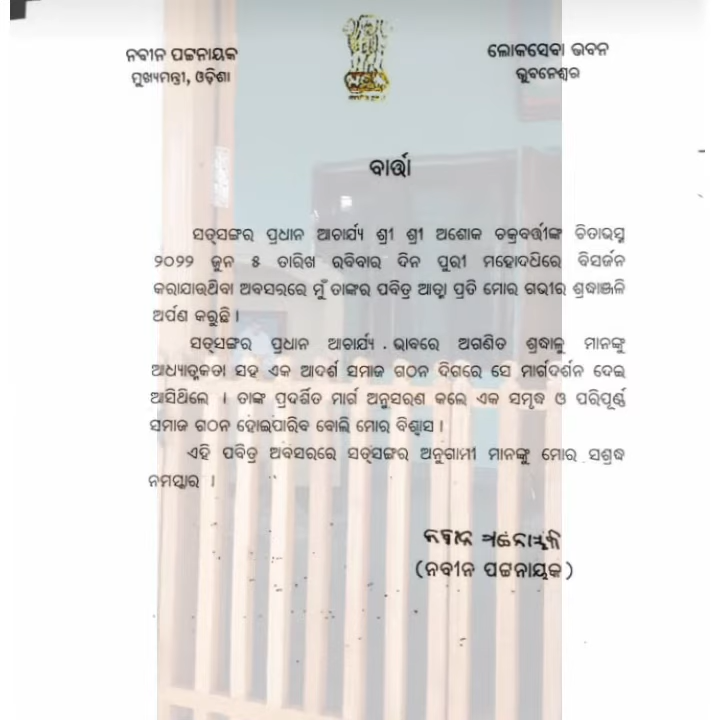 ନବୀନ ପଟ୍ଟନାୟକ
ମୁଖ୍ୟମନ୍ତ୍ରୀ, ଓଡ଼ିଶା
ଲୋକସେବା ଭବନ
ଭୁବନେଶ୍ୱର
ବାର୍ତ୍ତା
ସତ୍‌ସଙ୍ଗର ପ୍ରଧାନ ଆଚାର୍ଯ୍ୟ ଶ୍ରୀ ଶ୍ରୀ ଅଶୋକ ଚକ୍ରବର୍ତ୍ତୀଙ୍କ ଚିତାଭସ୍ମ
୨୦୨୨ ଜୁନ ୫ ତାରିଖ ରବିବାର ଦିନ ପୁରୀ ମହୋଦଧିରେ ବିସର୍ଜନ
କରାଯାଉଥିବା ଅବସରରେ ମୁଁ ତାଙ୍କର ପବିତ୍ର ଆତ୍ମା ପ୍ରତି ମୋର ଗଭୀର ଶ୍ରଦ୍ଧାଞ୍ଜଳି
ଅର୍ପଣ କରୁଛି ।
ସତ୍‌ସଙ୍ଗର ପ୍ରଧାନ ଆଚାର୍ଯ୍ୟ ଭାବରେ ଅଗଣିତ ଶ୍ରଦ୍ଧାଳୁ ମାନଙ୍କୁ
ଆଧ୍ୟାତ୍ମିକତା ସହ ଏକ ଆଦର୍ଶ ସମାଜ ଗଠନ ଦିଗରେ ସେ ମାର୍ଗଦର୍ଶନ ଦେଇ
ଆସିଥିଲେ । ତାଙ୍କ ପ୍ରଦର୍ଶିତ ମାର୍ଗ ଅନୁସରଣ କଲେ ଏକ ସମୃଦ୍ଧ ଓ ପରିପୂର୍ଣ୍ଣ
ସମାଜ ଗଠନ ହୋଇପାରିବ ବୋଲି ମୋର ବିଶ୍ୱାସ ।
ଏହି ପବିତ୍ର ଅବସରରେ ସତ୍‌ସଙ୍ଗର ଅନୁଗାମୀ ମାନଙ୍କୁ ମୋର ସଶ୍ରଦ୍ଧ
ନମସ୍କାର ।
ନବୀନ ପଟ୍ଟନାୟକ
(ନବୀନ ପଟ୍ଟନାୟକ)